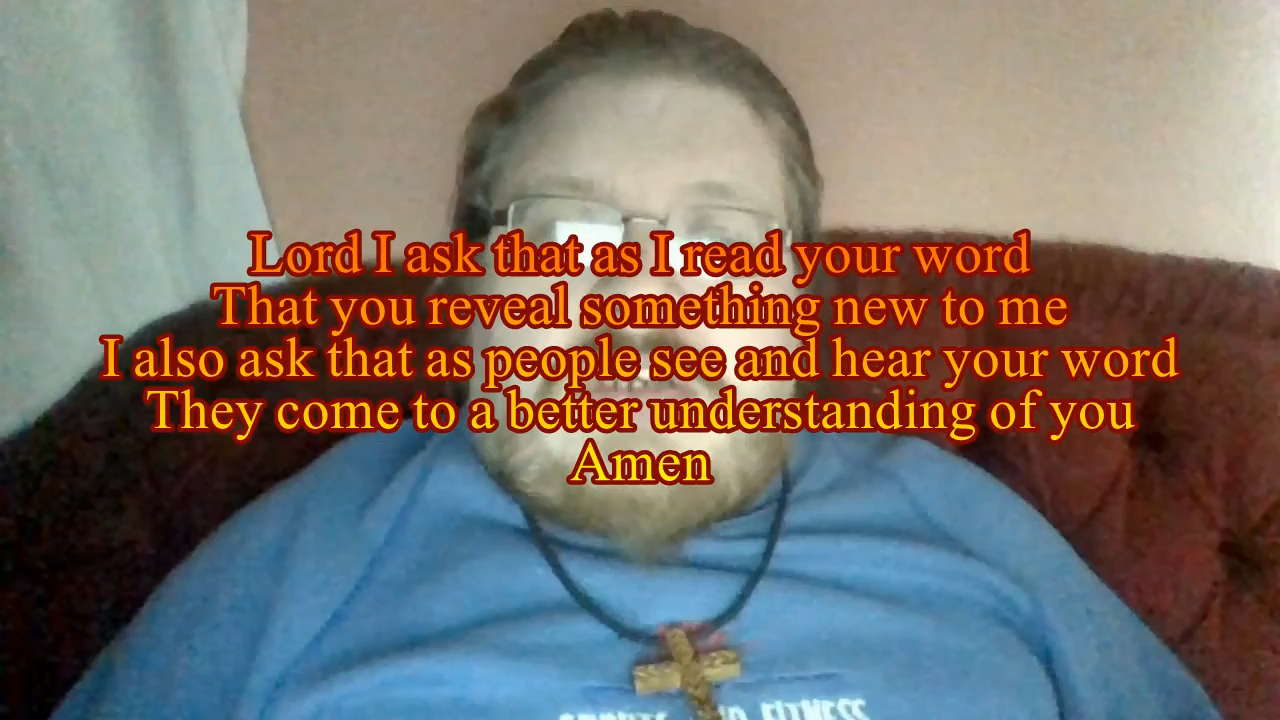 Lord I ask that as I read your word
That you reveal something new to me
I also ask that as people see and hear your word
They come to a better understanding of you
Amen
FITNESS